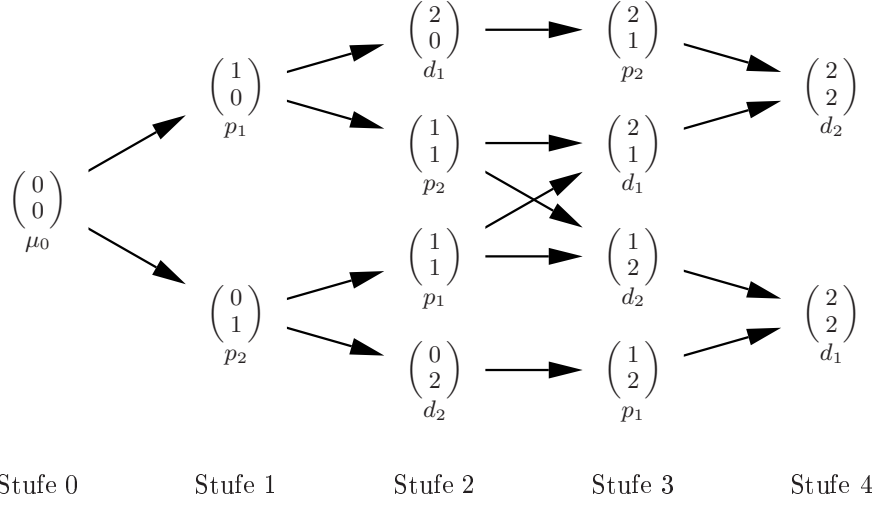 (0 0) μ₀
(1 0) p₁
(0 1) p₂
(2 0) d₁
(1 1) p₂
(1 1) p₁
(0 2) d₂
(2 1) p₂
(2 1) d₁
(1 2) d₂
(1 2) p₁
(2 2) d₂
(2 2) d₁
Stufe 0 Stufe 1 Stufe 2 Stufe 3 Stufe 4